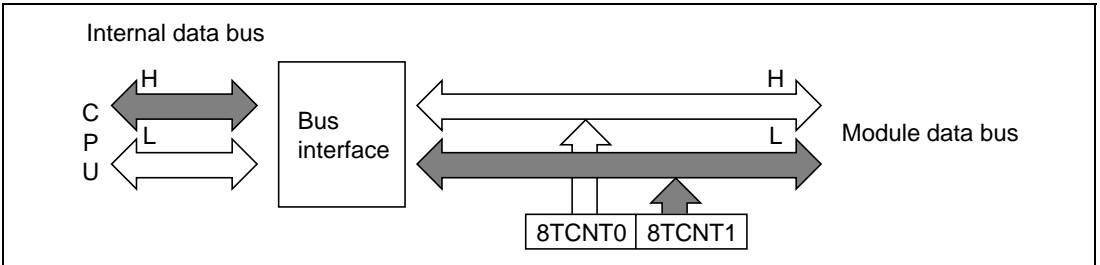 Internal data bus
H
H
C
P
U
L
Bus
interface
L
Module data bus
8TCNT0
8TCNT1